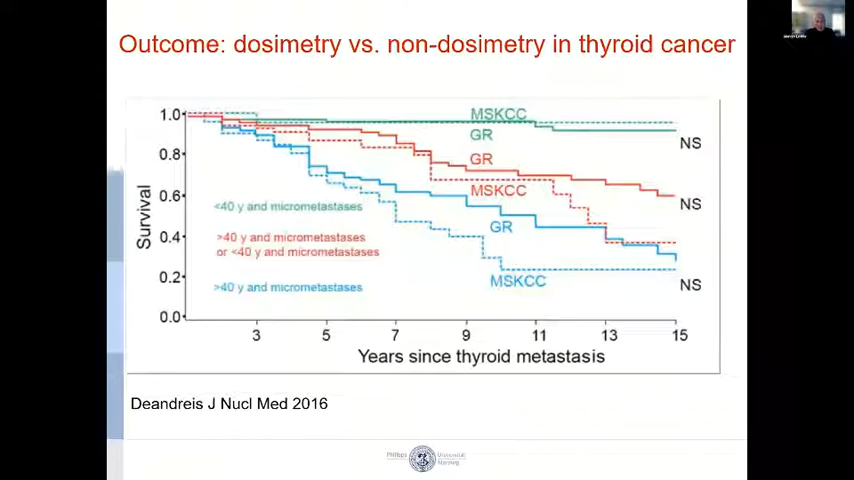 Outcome: dosimetry vs. non-dosimetry in thyroid cancer
1.0
0.8
0.6
0.4
0.2
0.0
Survival
MSKCC
GR
NS
GR
MSKCC
NS
GR
MSKCC
NS
<40 y and micrometastases
>40 y and micrometastases
or <40 y and micrometastases
>40 y and micrometastases
3 5 7 9 11 13 15
Years since thyroid metastasis
Deandreis J Nucl Med 2016
Philipps
Universität
Marburg